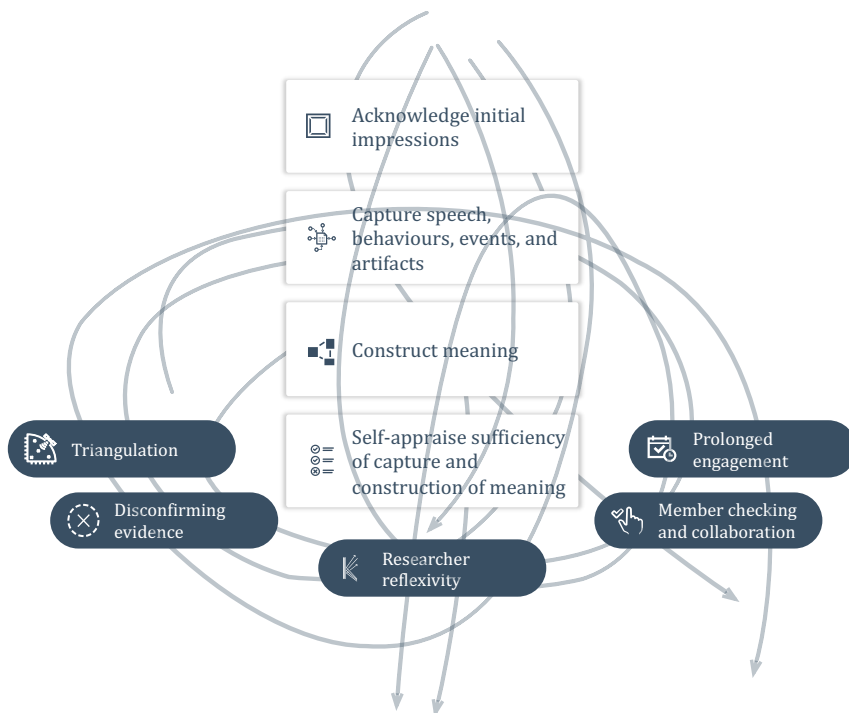 Acknowledge initial
impressions
Capture speech,
behaviours, events, and
artifacts
Construct meaning
Self-appraise sufficiency
of capture and
construction of meaning
Triangulation
Prolonged
engagement
Disconfirming
evidence
Member checking
and collaboration
Researcher
reflexivity